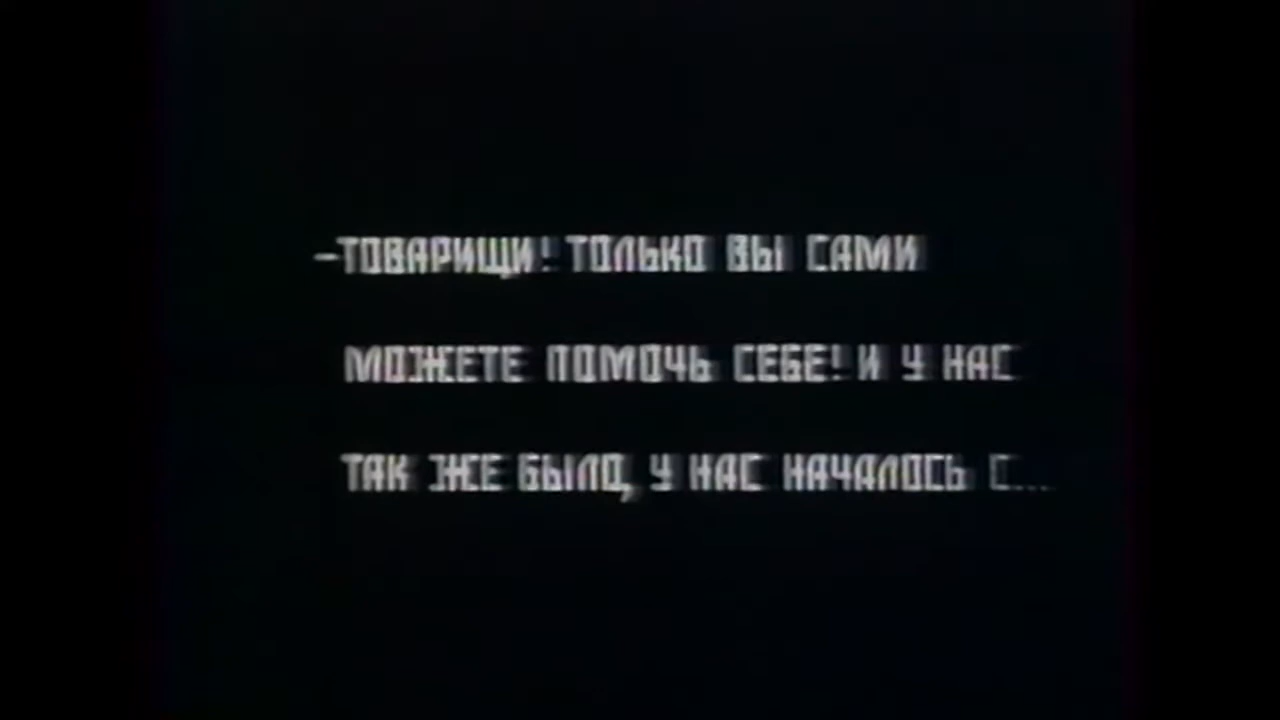 –ТОВАРИЩИ! ТОЛЬКО ВЫ САМИ
МОЖЕТЕ ПОМОЧЬ СЕБЕ! И У НАС
ТАК ЖЕ БЫЛО, У НАС НАЧАЛОСЬ С...